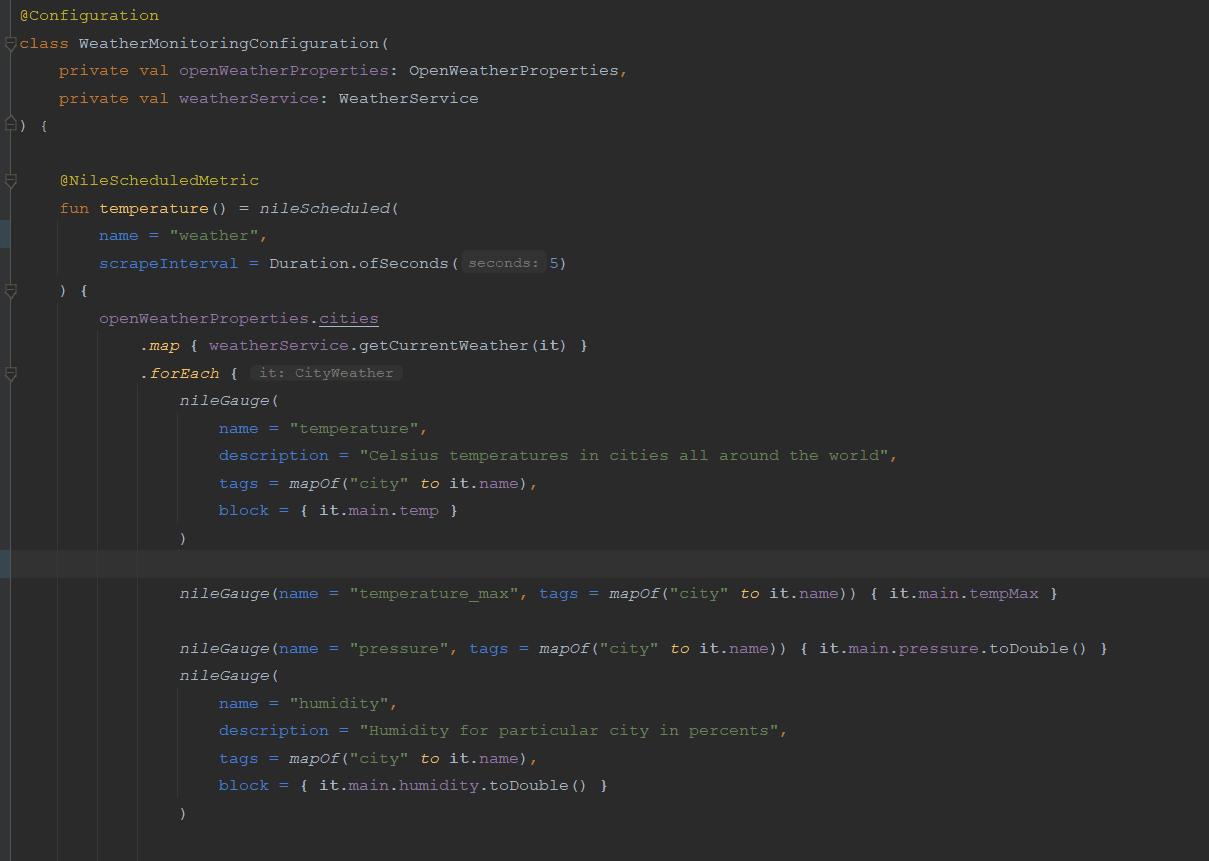 @Configuration
class WeatherMonitoringConfiguration(
    private val openWeatherProperties: OpenWeatherProperties,
    private val weatherService: WeatherService
) {
    @NileScheduledMetric
    fun temperature() = nileScheduled(
        name = "weather",
        scrapeInterval = Duration.ofSeconds( seconds: 5)
    ) {
        openWeatherProperties.cities
            .map { weatherService.getCurrentWeather(it) }
            .forEach { it: CityWeather
                nileGauge(
                    name = "temperature",
                    description = "Celsius temperatures in cities all around the world",
                    tags = mapOf("city" to it.name),
                    block = { it.main.temp }
                )
                nileGauge(name = "temperature_max", tags = mapOf("city" to it.name)) { it.main.tempMax }
                nileGauge(name = "pressure", tags = mapOf("city" to it.name)) { it.main.pressure.toDouble() }
                nileGauge(
                    name = "humidity",
                    description = "Humidity for particular city in percents",
                    tags = mapOf("city" to it.name),
                    block = { it.main.humidity.toDouble() }
                )